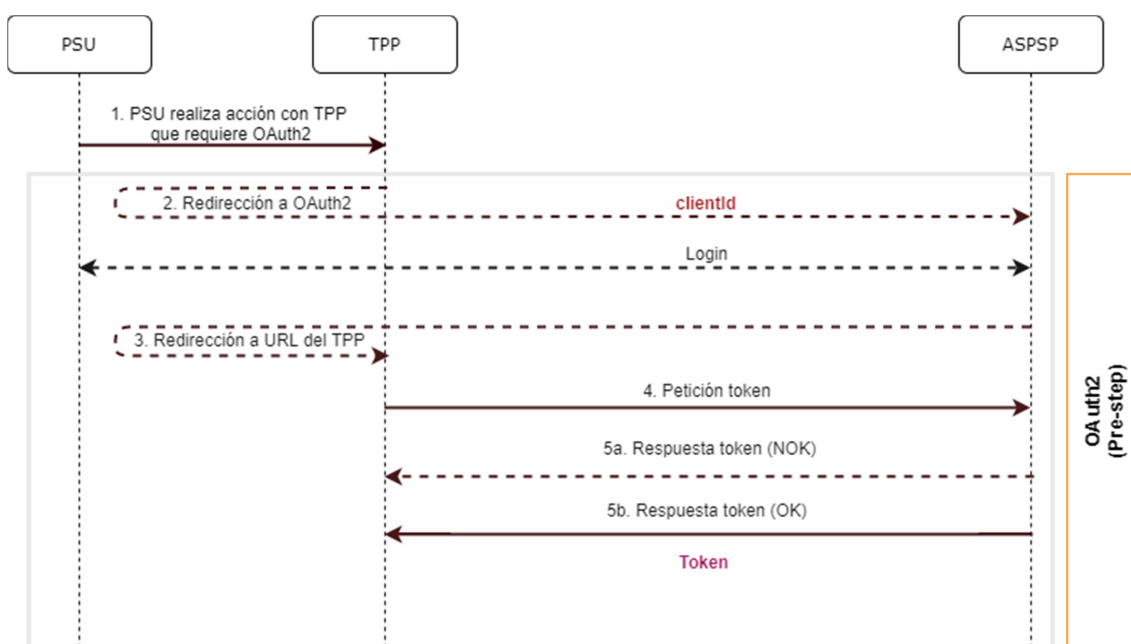 PSU
TPP
ASPSP
1. PSU realiza acción con TPP
que requiere OAuth2
2. Redirección a OAuth2
clientId
Login
3. Redirección a URL del TPP
4. Petición token
5a. Respuesta token (NOK)
5b. Respuesta token (OK)
Token
OAuth2
(Pre-step)